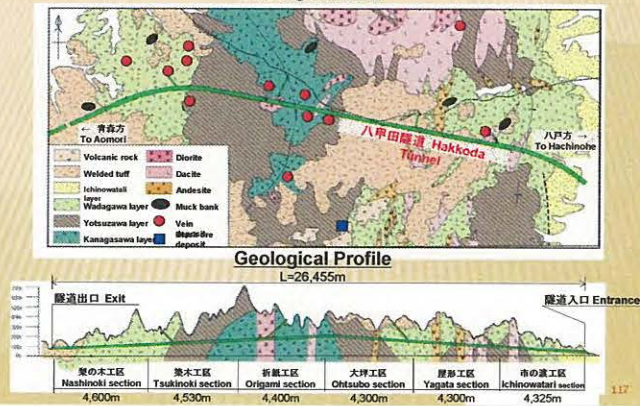 ← 青森方
To Aomori
八甲田隧道 Hakkoda
Tunnel
八戸方 →
To Hachinohe
Volcanic rock
Welded tuff
Ichinowatali
layer
Wadagawa layer
Yotsuzawa layer
Kanagasawa layer
Diorite
Dacite
Andesite
Muck bank
Vein
deposit
Geological Profile
L=26,455m
隧道出口 Exit
隧道入口 Entrance
梨の木工区
Nashinoki section
築木工区
Tsukinoki section
折紙工区
Origami section
大坪工区
Ohtsubo section
屋形工区
Yagata section
市の渡工区
Ichinowatari section
4,600m
4,530m
4,400m
4,300m
4,300m
4,325m
117